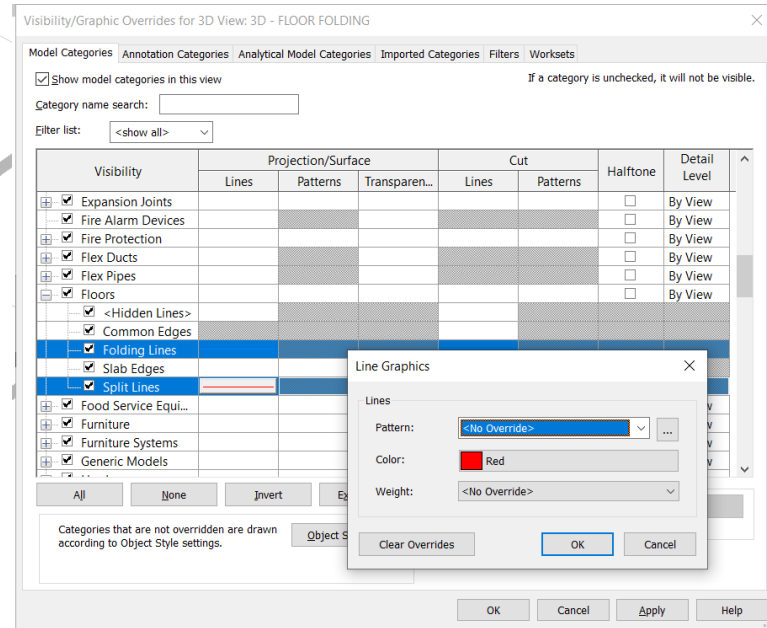 Visibility/Graphic Overrides for 3D View: 3D - FLOOR FOLDING
Model Categories Annotation Categories Analytical Model Categories Imported Categories Filters Worksets
Show model categories in this view
If a category is unchecked, it will not be visible.
Category name search:
Filter list: <show all>
Visibility Projection/Surface Cut Halftone Detail Level
Lines Patterns Transparen... Lines Patterns
Expansion Joints By View
Fire Alarm Devices By View
Fire Protection By View
Flex Ducts By View
Flex Pipes By View
Floors By View
<Hidden Lines>
Common Edges
Folding Lines
Slab Edges
Split Lines
Food Service Equi...
Furniture
Furniture Systems
Generic Models
Line Graphics
Lines
Pattern: <No Override> ...
Color: Red
Weight: <No Override>
Clear Overrides OK Cancel
All None Invert
Categories that are not overridden are drawn
according to Object Style settings.
Object S
OK Cancel Apply Help